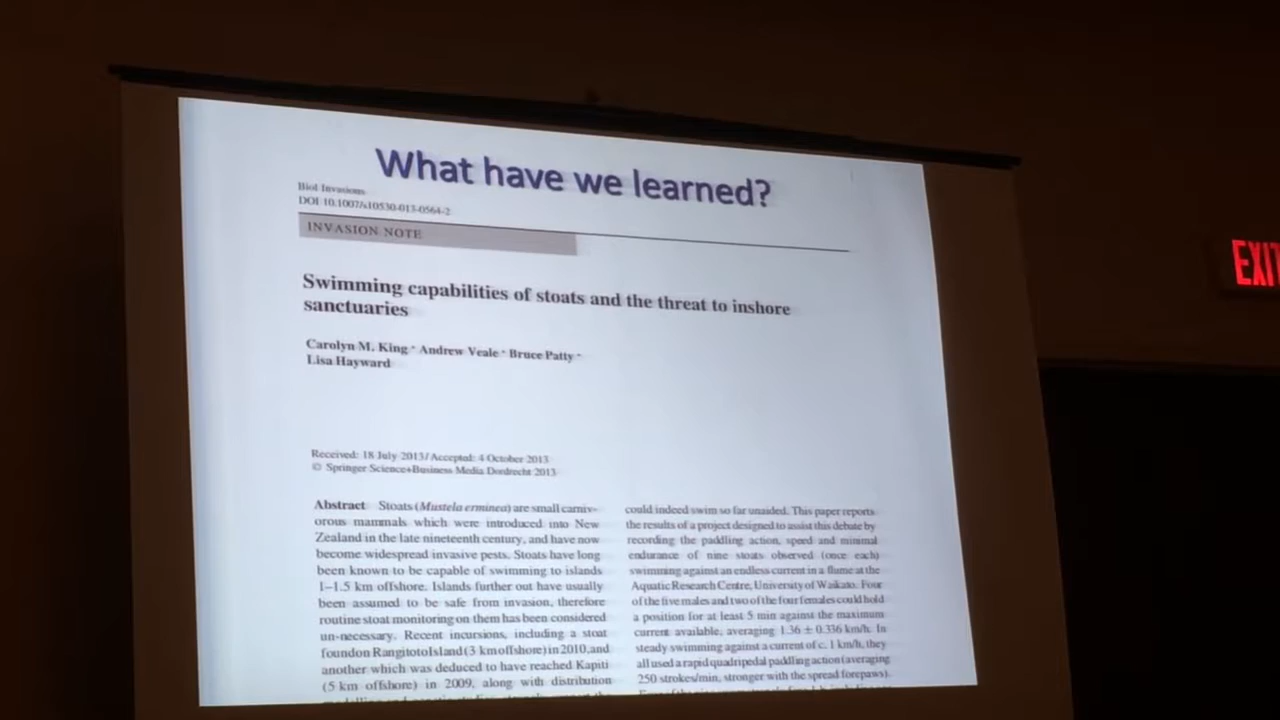 What have we learned?
Biol Invasions
DOI 10.1007/s10530-013-0564-2
INVASION NOTE
Swimming capabilities of stoats and the threat to inshore
sanctuaries
Carolyn M. King · Andrew Veale · Bruce Patty ·
Lisa Hayward
Received: 18 July 2013 / Accepted: 4 October 2013
© Springer Science+Business Media Dordrecht 2013
Abstract Stoats (Mustela erminea) are small carniv-
orous mammals which were introduced into New
Zealand in the late nineteenth century, and have now
become widespread invasive pests. Stoats have long
been known to be capable of swimming to islands
1–1.5 km offshore. Islands further out have usually
been assumed to be safe from invasion, therefore
routine stoat monitoring on them has been considered
un-necessary. Recent incursions, including a stoat
found on Rangitoto Island (3 km offshore) in 2010, and
another which was deduced to have reached Kapiti
(5 km offshore) in 2009, along with distribution
could indeed swim so far unaided. This paper reports
the results of a project designed to assist this debate by
recording the paddling action, speed and minimal
endurance of nine stoats observed (once each)
swimming against an endless current in a flume at the
Aquatic Research Centre, University of Waikato. Four
of the five males and two of the four females could hold
a position for at least 5 min against the maximum
current available, averaging 1.36 ± 0.336 km/h. In
steady swimming against a current of c. 1 km/h, they
all used a rapid quadripedal paddling action (averaging
250 strokes/min, stronger with the spread forepaws).
EXIT